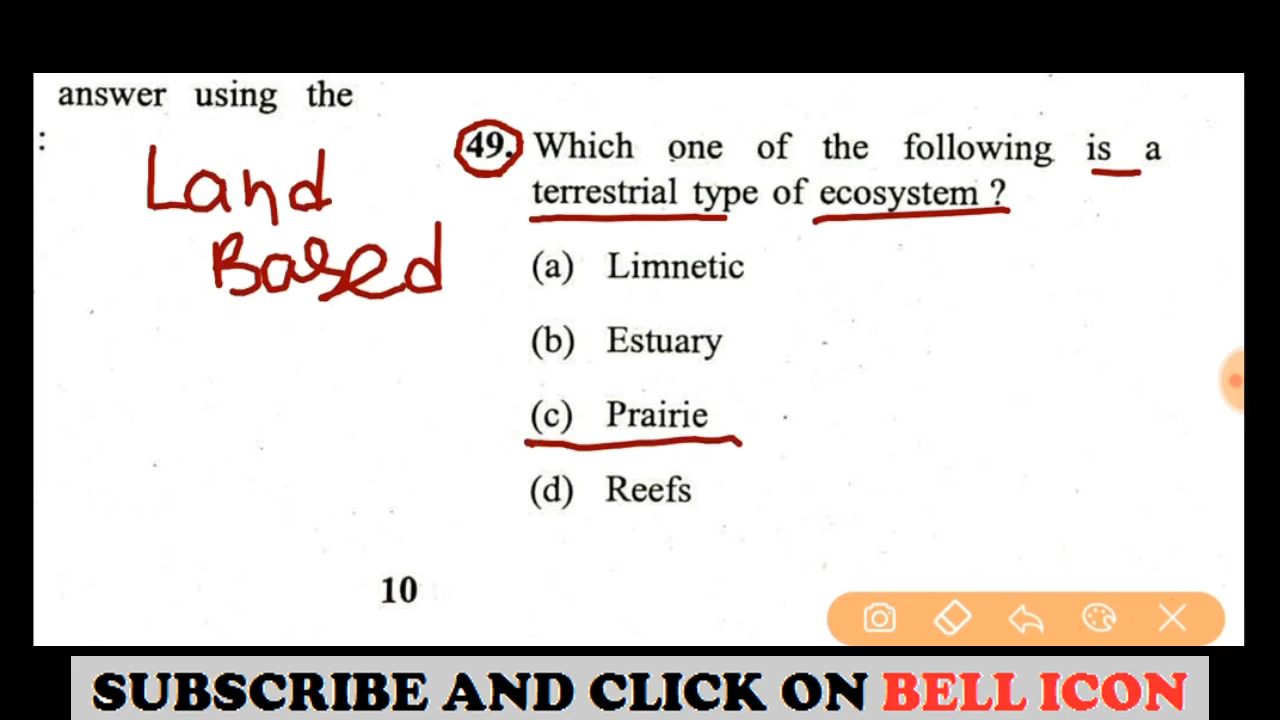 answer using the
:
Land
Based
49. Which one of the following is a
terrestrial type of ecosystem ?
(a) Limnetic
(b) Estuary
(c) Prairie
(d) Reefs
10
SUBSCRIBE AND CLICK ON BELL ICON